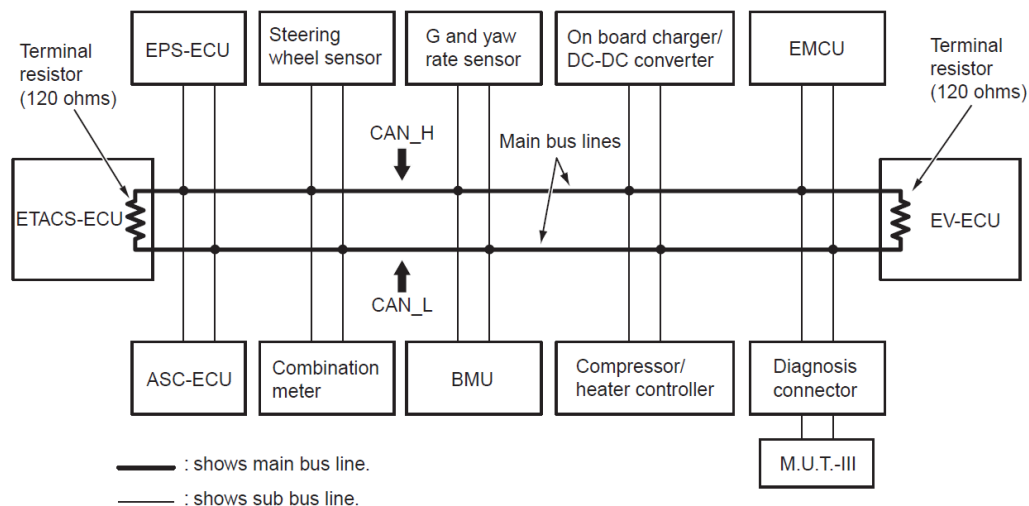 Terminal
resistor
(120 ohms)
EPS-ECU
Steering
wheel sensor
G and yaw
rate sensor
On board charger/
DC-DC converter
EMCU
Terminal
resistor
(120 ohms)
CAN_H
Main bus lines
ETACS-ECU
EV-ECU
CAN_L
ASC-ECU
Combination
meter
BMU
Compressor/
heater controller
Diagnosis
connector
M.U.T.-III
: shows main bus line.
: shows sub bus line.